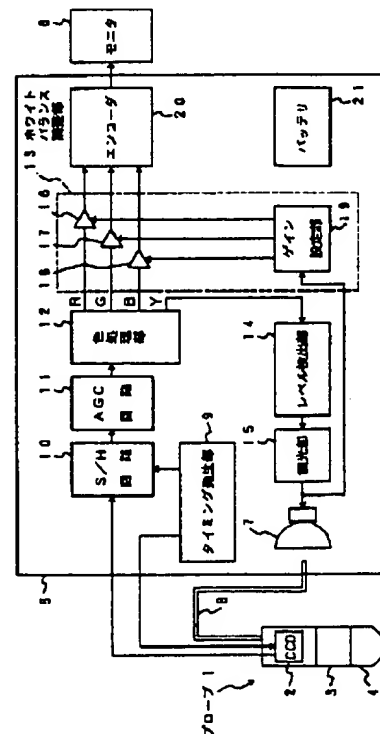 プローブ 1
2
CCD
3
4
5
8
7
S/H
回路
10
AGC
回路
11
色処理部
12
R
G
B
Y
タイミング発生部
9
レベル検出部
14
調光部
15
13 ホワイト
バランス
調整部
16
17
18
ゲイン
設定部
19
エンコーダ
20
バッテリ
21
モニタ